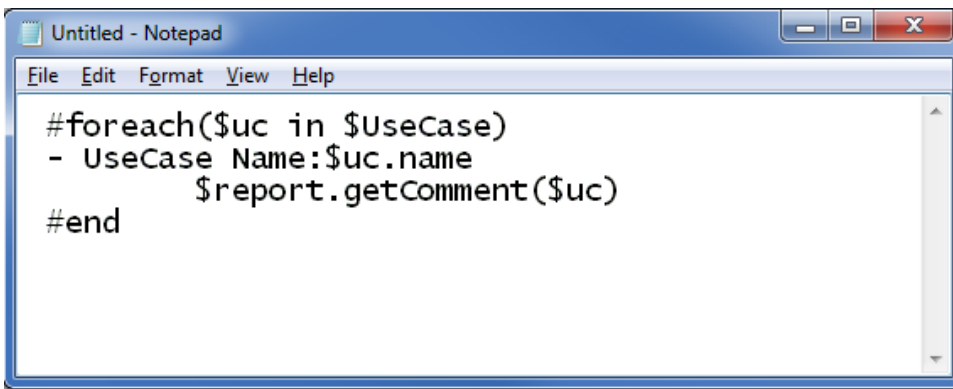 Untitled - Notepad
File Edit Format View Help
#foreach($uc in $UseCase)
- UseCase Name:$uc.name
$report.getComment($uc)
#end